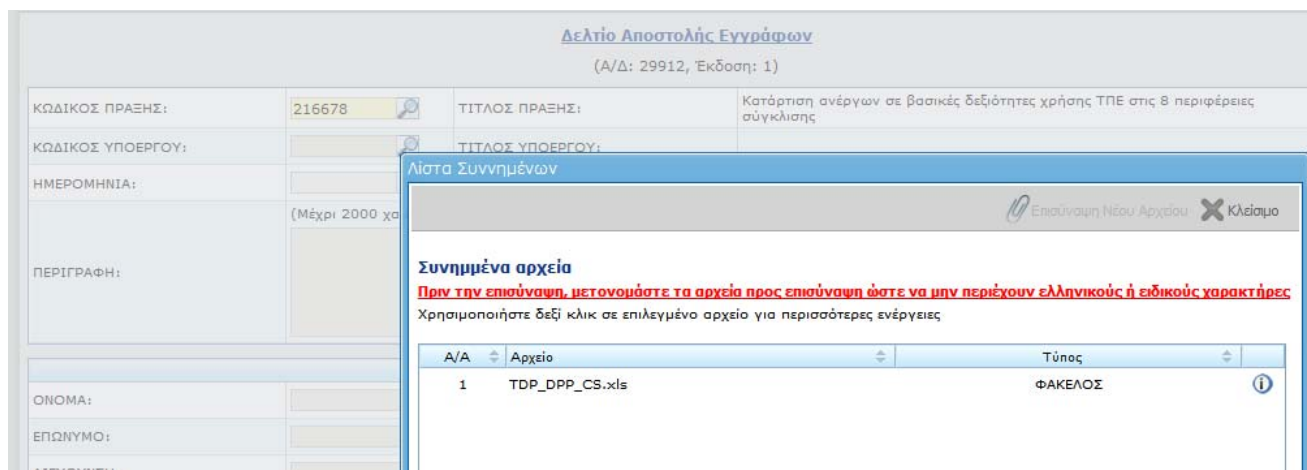 Δελτίο Αποστολής Εγγράφων
(Α/Δ: 29912, Έκδοση: 1)
ΚΩΔΙΚΟΣ ΠΡΑΞΗΣ: 216678 ΤΙΤΛΟΣ ΠΡΑΞΗΣ: Κατάρτιση ανέργων σε βασικές δεξιότητες χρήσης ΤΠΕ στις 8 περιφέρειες
σύγκλισης
ΚΩΔΙΚΟΣ ΥΠΟΕΡΓΟΥ: ΤΙΤΛΟΣ ΥΠΟΕΡΓΟΥ:
Λίστα Συννημένων
ΗΜΕΡΟΜΗΝΙΑ:
(Μέχρι 2000 χα
Επισύναψη Νέου Αρχείου Κλείσιμο
ΠΕΡΙΓΡΑΦΗ:
Συνημμένα αρχεία
Πριν την επισύναψη, μετονομάστε τα αρχεία προς επισύναψη ώστε να μην περιέχουν ελληνικούς ή ειδικούς χαρακτήρες
Χρησιμοποιήστε δεξί κλικ σε επιλεγμένο αρχείο για περισσότερες ενέργειες
Α/Α Αρχείο Τύπος
1 TDP_DPP_CS.xls ΦΑΚΕΛΟΣ
ΟΝΟΜΑ:
ΕΠΩΝΥΜΟ: